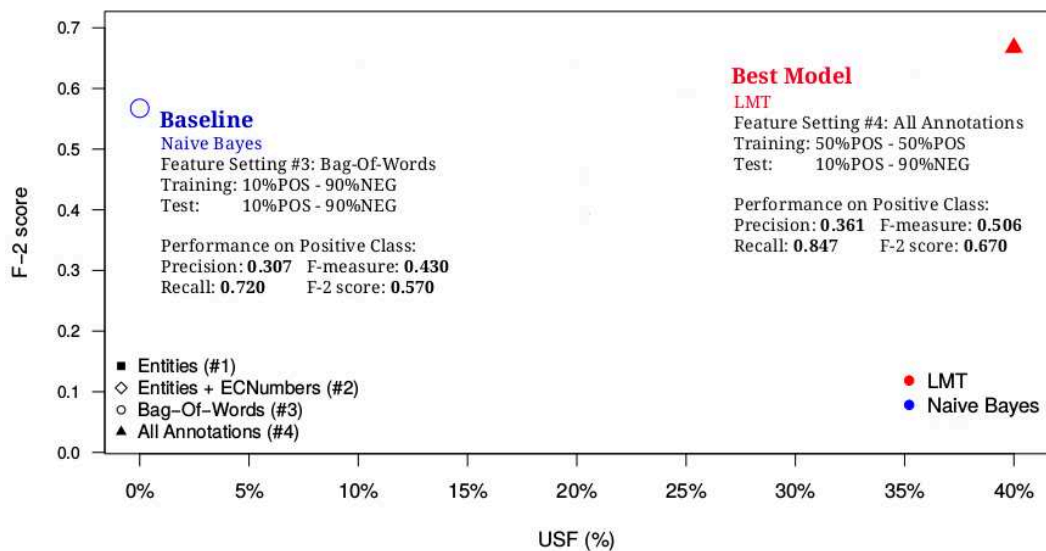 0.7
0.6
0.5
0.4
0.3
0.2
0.1
0.0
F-2 score
Baseline
Naive Bayes
Feature Setting #3: Bag-Of-Words
Training: 10%POS - 90%NEG
Test: 10%POS - 90%NEG
Performance on Positive Class:
Precision: 0.307 F-measure: 0.430
Recall: 0.720 F-2 score: 0.570
Best Model
LMT
Feature Setting #4: All Annotations
Training: 50%POS - 50%POS
Test: 10%POS - 90%NEG
Performance on Positive Class:
Precision: 0.361 F-measure: 0.506
Recall: 0.847 F-2 score: 0.670
Entities (#1)
Entities + ECNumbers (#2)
Bag-Of-Words (#3)
All Annotations (#4)
LMT
Naive Bayes
0% 5% 10% 15% 20% 25% 30% 35% 40%
USF (%)